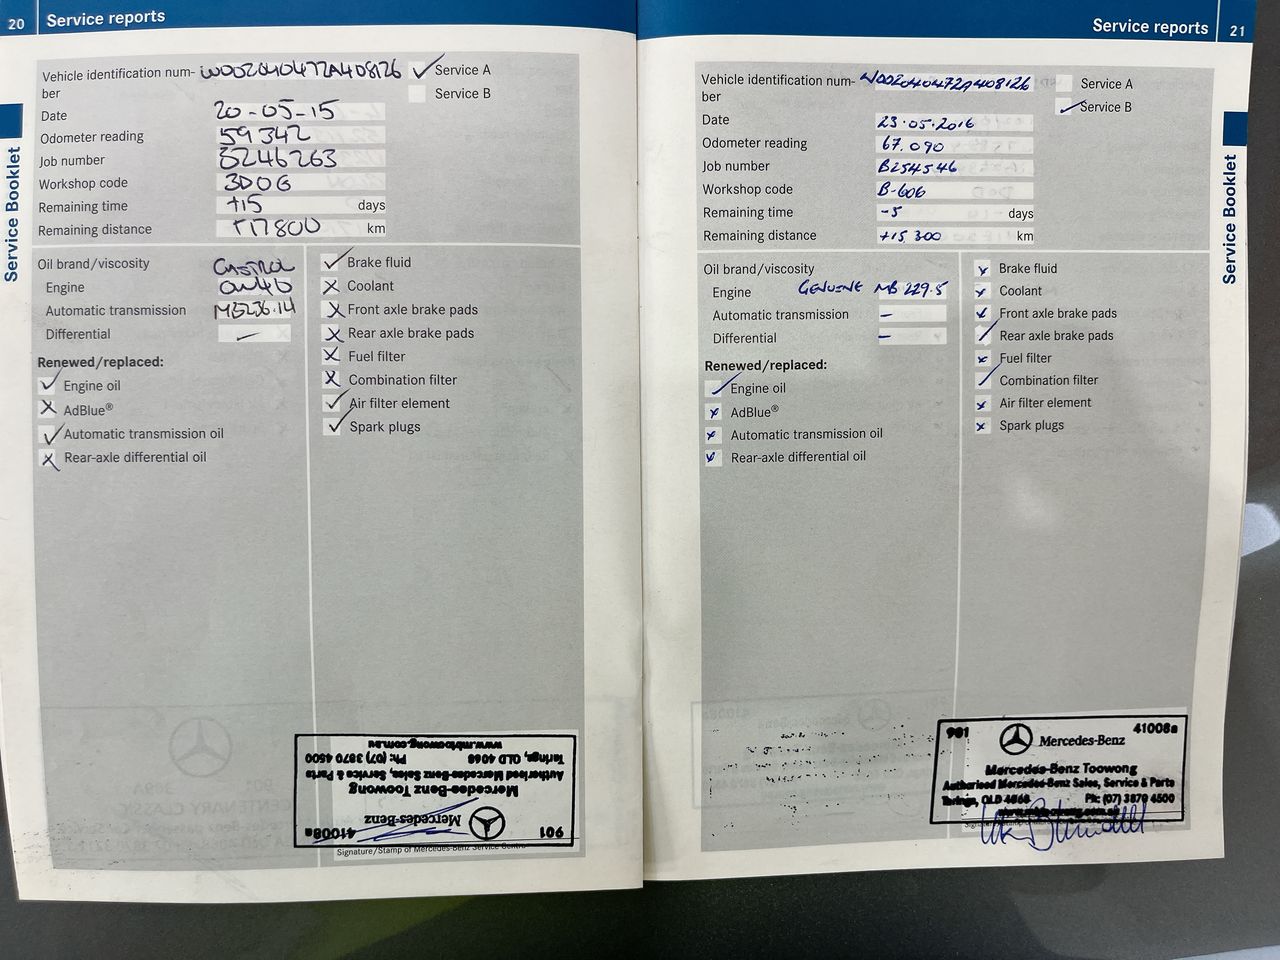 20 Service reports
Service Booklet
Vehicle identification num- WDD2040472A408126
ber
Service A
Service B
Date 20-05-15
Odometer reading 59342
Job number 8246263
Workshop code 3DOG
Remaining time +15 days
Remaining distance +17800 km
Oil brand/viscosity CASTROL
Engine 0W40
Automatic transmission MB236.14
Differential –
Renewed/replaced:
Engine oil
AdBlue®
Automatic transmission oil
Rear-axle differential oil
Brake fluid
Coolant
Front axle brake pads
Rear axle brake pads
Fuel filter
Combination filter
Air filter element
Spark plugs
901 Mercedes-Benz 41008a
Mercedes-Benz Toowong
Authorised Mercedes-Benz Sales, Service & Parts
Taringa, QLD 4068 Ph: (07) 3870 4500
www.mbtoowong.com.au
Signature/Stamp of Mercedes-Benz Service Centre
Service reports 21
Service Booklet
Vehicle identification num- WDD2040472A408126
ber
Service A
Service B
Date 23.05.2016
Odometer reading 67.090
Job number B254546
Workshop code B-606
Remaining time -5 days
Remaining distance +15 300 km
Oil brand/viscosity
Engine GENUINE MB 229.5
Automatic transmission –
Differential –
Renewed/replaced:
Engine oil
AdBlue®
Automatic transmission oil
Rear-axle differential oil
Brake fluid
Coolant
Front axle brake pads
Rear axle brake pads
Fuel filter
Combination filter
Air filter element
Spark plugs
901 Mercedes-Benz 41008a
Mercedes-Benz Toowong
Authorised Mercedes-Benz Sales, Service & Parts
Taringa, QLD 4068 Ph: (07) 3870 4500